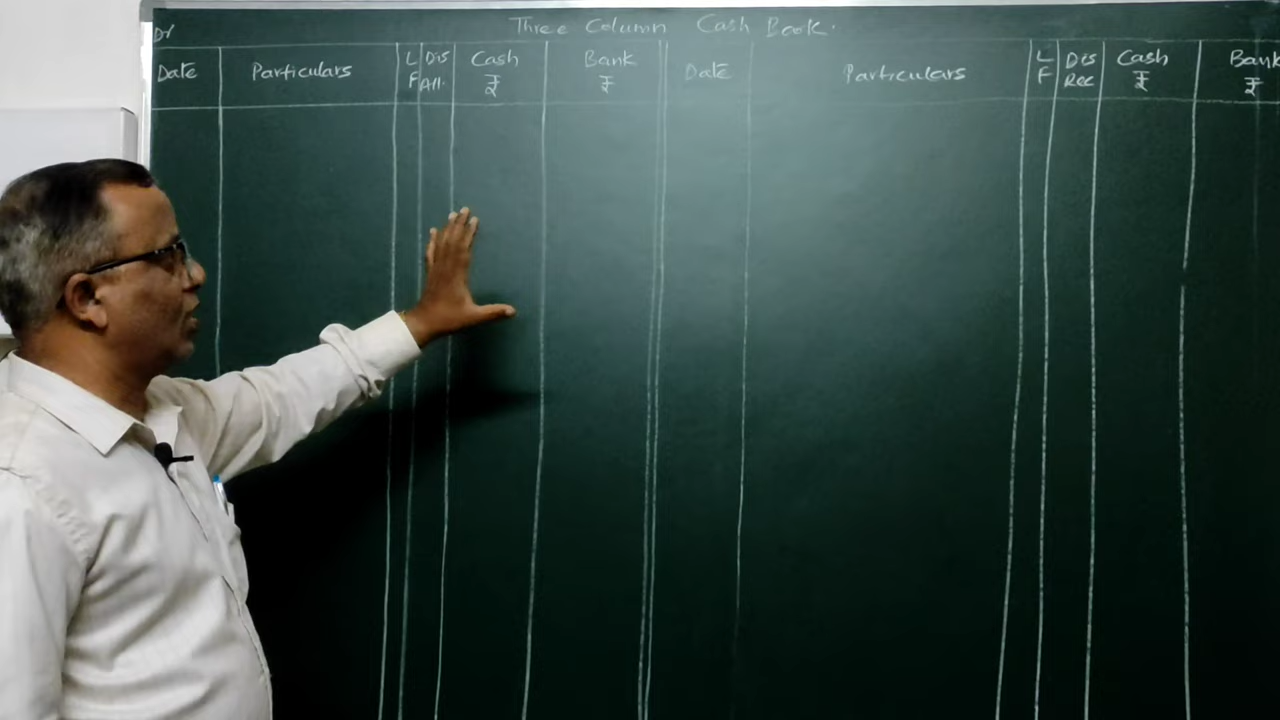 Three Column Cash Book.
Dr
Date Particulars L F Dis All. Cash ₹ Bank ₹ Date Particulars L F Dis Rec Cash ₹ Bank ₹